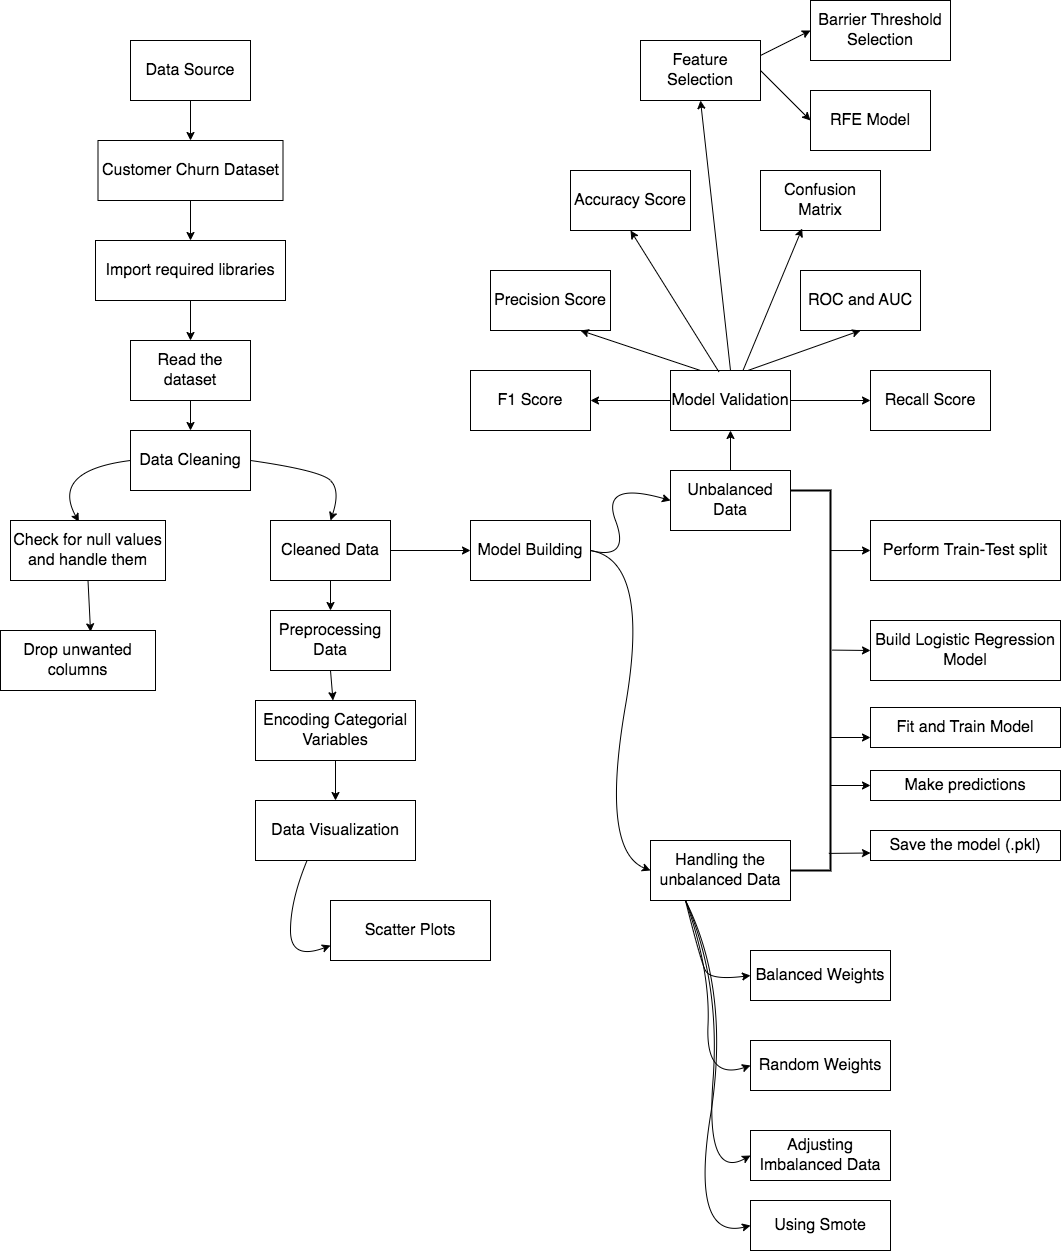 Barrier Threshold
Selection
Data Source
Feature
Selection
RFE Model
Customer Churn Dataset
Accuracy Score
Confusion
Matrix
Import required libraries
Precision Score
ROC and AUC
Read the
dataset
F1 Score
Model Validation
Recall Score
Data Cleaning
Unbalanced
Data
Check for null values
and handle them
Cleaned Data
Model Building
Perform Train-Test split
Drop unwanted
columns
Preprocessing
Data
Build Logistic Regression
Model
Encoding Categorial
Variables
Fit and Train Model
Make predictions
Data Visualization
Save the model (.pkl)
Handling the
unbalanced Data
Scatter Plots
Balanced Weights
Random Weights
Adjusting
Imbalanced Data
Using Smote